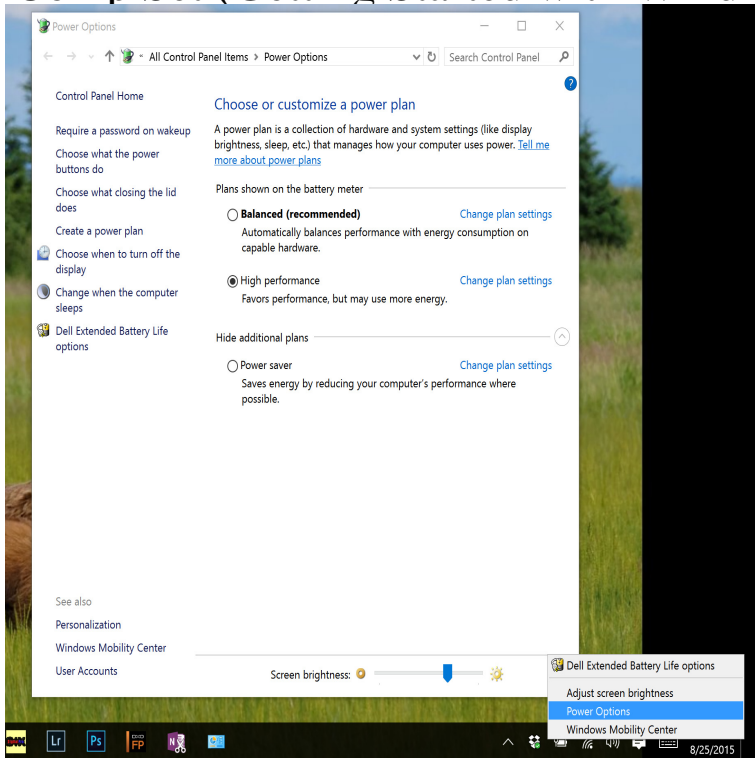 Power Options
« All Control Panel Items > Power Options
Search Control Panel
?
Control Panel Home
Require a password on wakeup
Choose what the power
buttons do
Choose what closing the lid
does
Create a power plan
Choose when to turn off the
display
Change when the computer
sleeps
Dell Extended Battery Life
options
Choose or customize a power plan
A power plan is a collection of hardware and system settings (like display
brightness, sleep, etc.) that manages how your computer uses power. Tell me
more about power plans
Plans shown on the battery meter
Balanced (recommended) Change plan settings
Automatically balances performance with energy consumption on
capable hardware.
High performance Change plan settings
Favors performance, but may use more energy.
Hide additional plans
Power saver Change plan settings
Saves energy by reducing your computer's performance where
possible.
See also
Personalization
Windows Mobility Center
User Accounts
Screen brightness:
Dell Extended Battery Life options
Adjust screen brightness
Power Options
Windows Mobility Center
Lr Ps FP N
8/25/2015